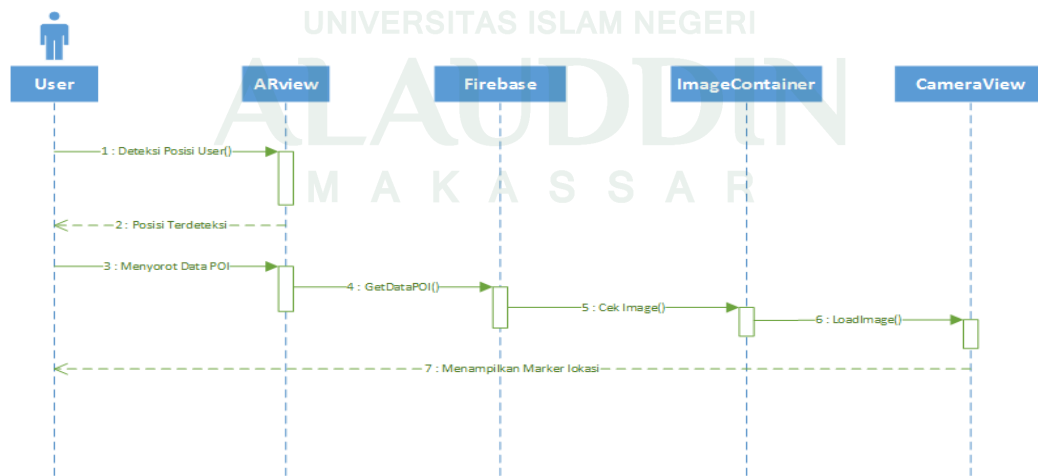 UNIVERSITAS ISLAM NEGERI
ALAUDDIN
MAKASSAR
User
ARview
Firebase
ImageContainer
CameraView
1 : Deteksi Posisi User()
2 : Posisi Terdeteksi
3 : Menyorot Data POI
4 : GetDataPOI()
5 : Cek Image()
6 : LoadImage()
7 : Menampilkan Marker lokasi